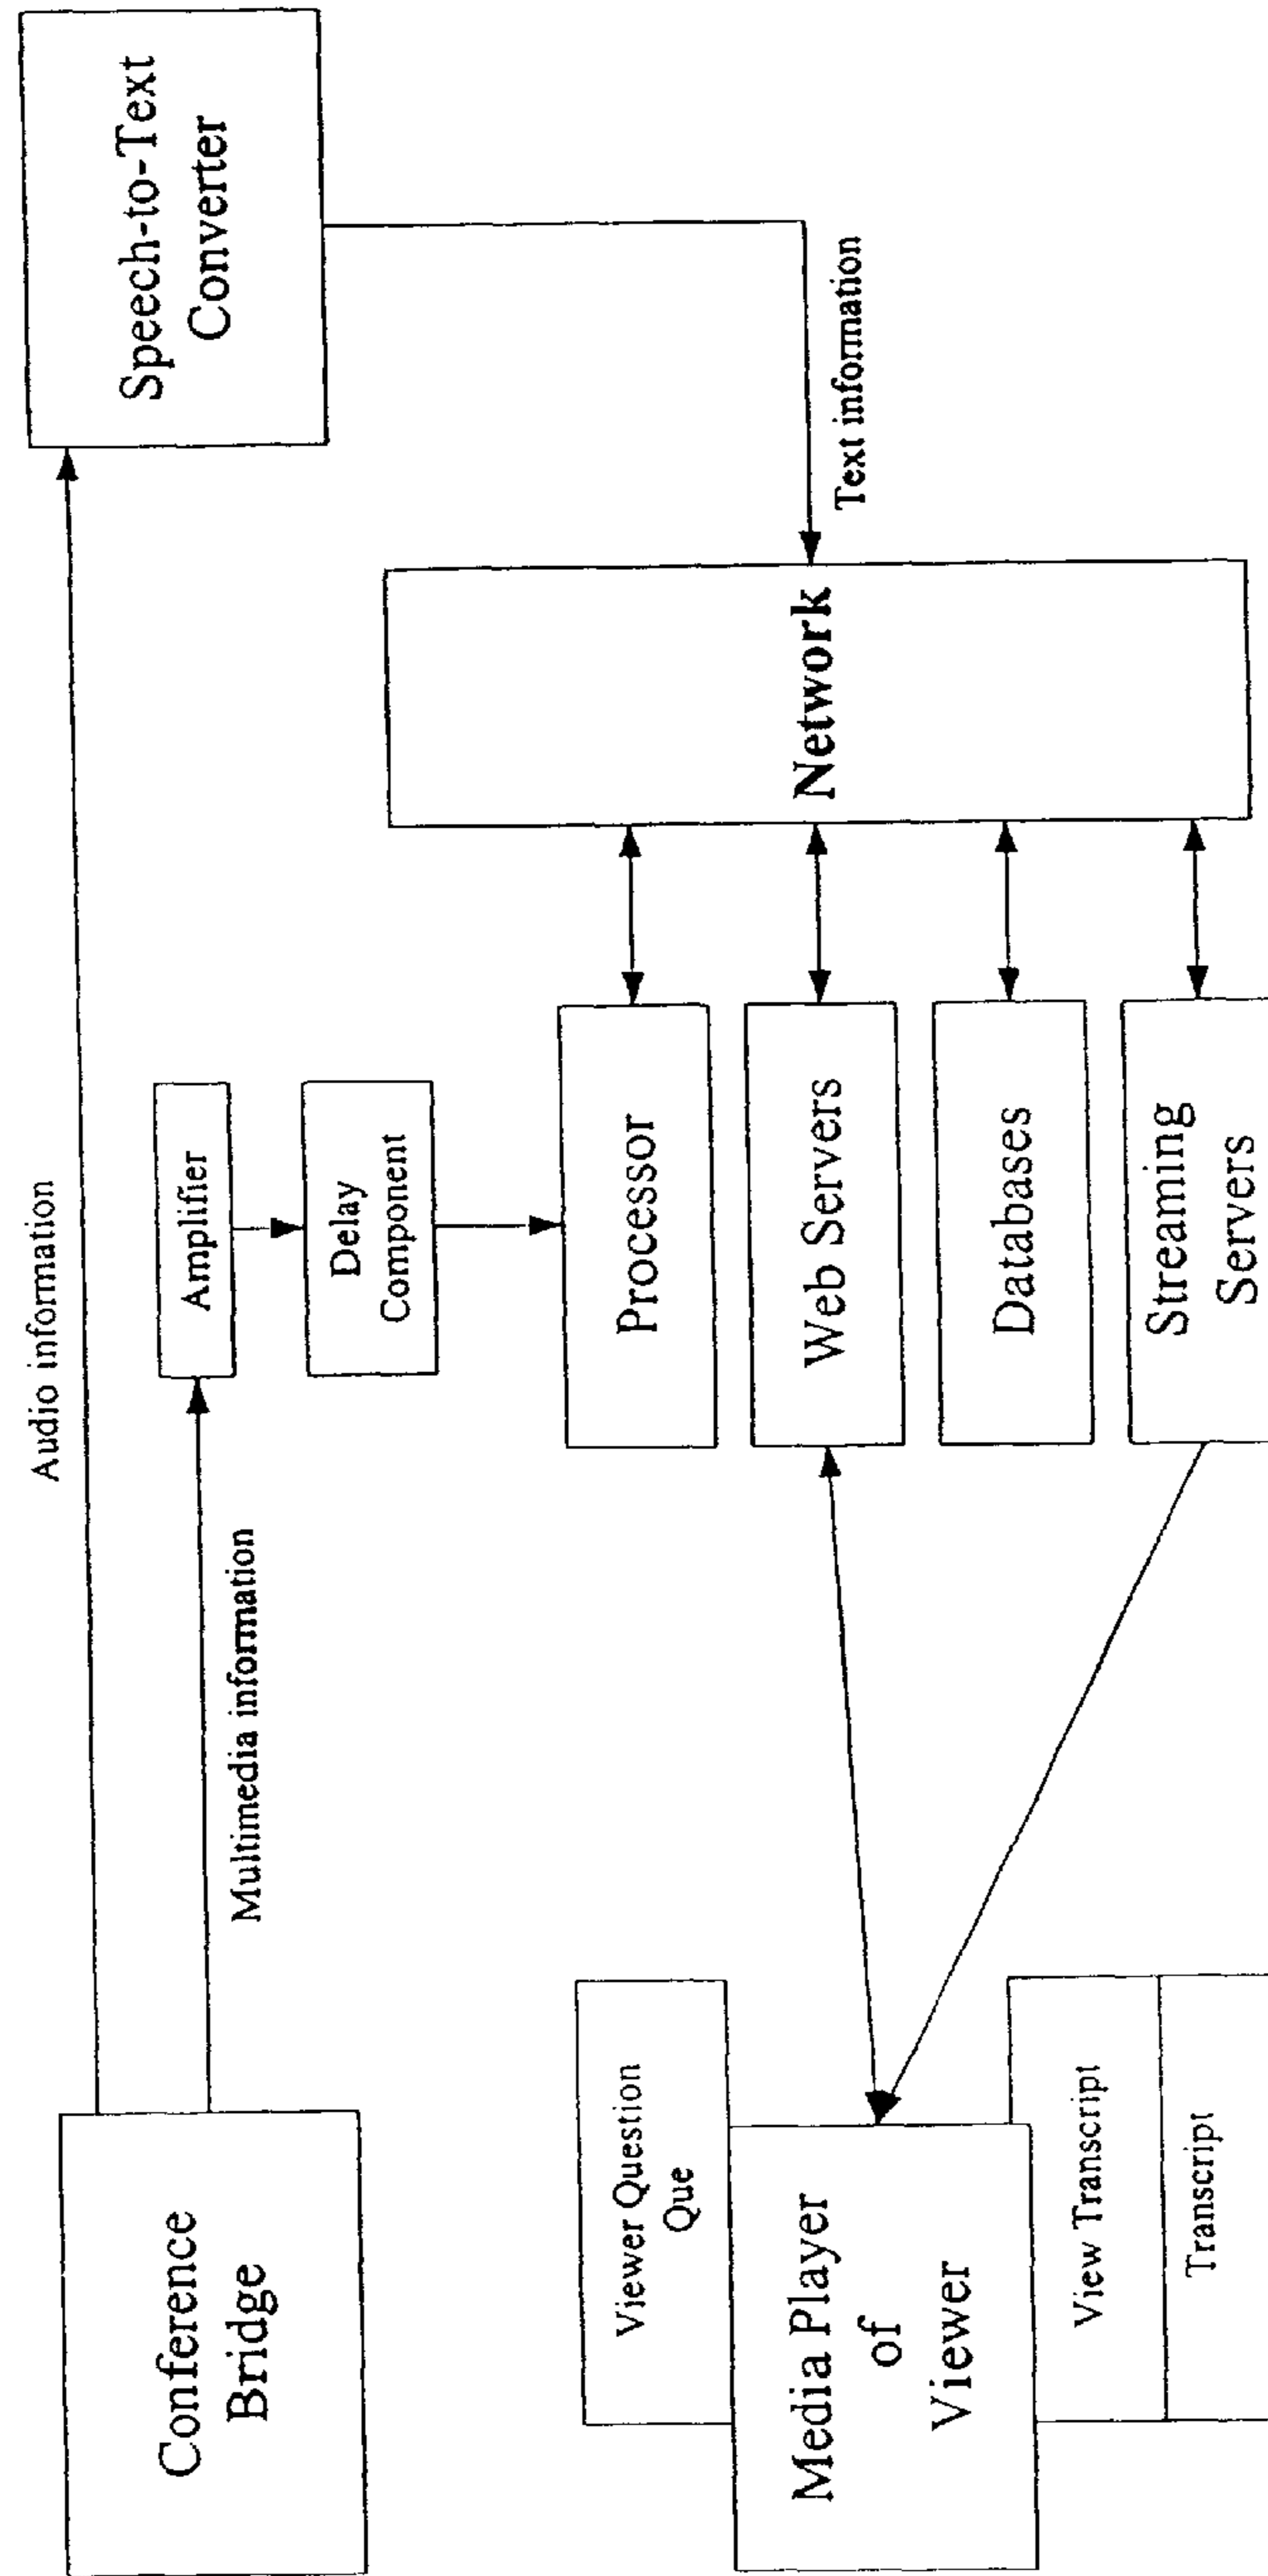 Audio information
Speech-to-Text
Converter
Conference
Bridge
Multimedia information
Amplifier
Delay
Component
Text information
Network
Processor
Web Servers
Databases
Streaming
Servers
Viewer Question
Que
Media Player
of
Viewer
View Transcript
Transcript